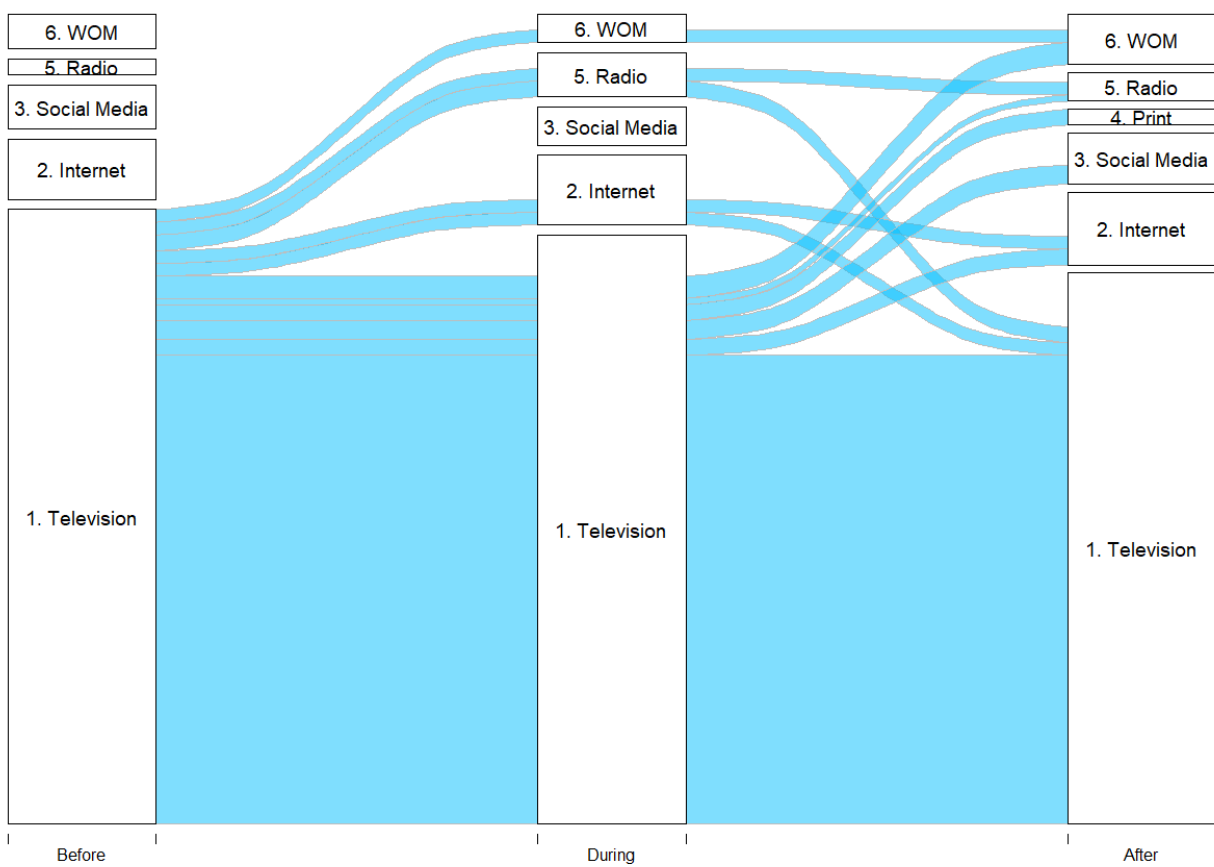 6. WOM
5. Radio
3. Social Media
2. Internet
1. Television
6. WOM
5. Radio
3. Social Media
2. Internet
1. Television
6. WOM
5. Radio
4. Print
3. Social Media
2. Internet
1. Television
Before
During
After